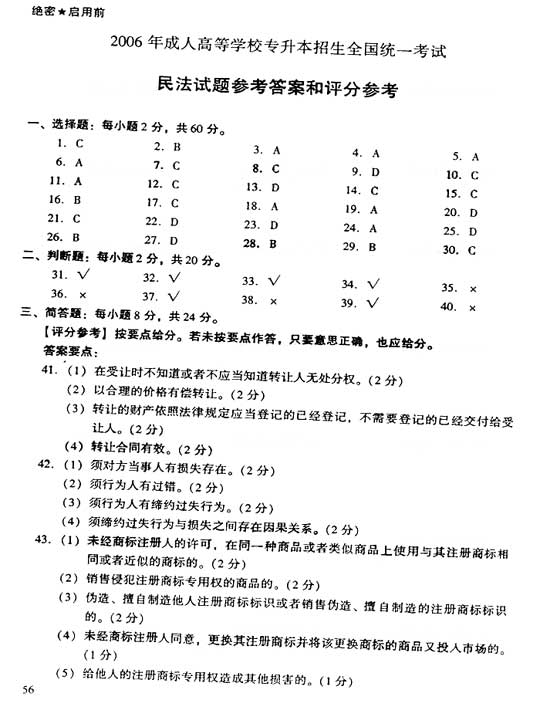 绝密★启用前
2006 年成人高等学校专升本招生全国统一考试
民法试题参考答案和评分参考
一、选择题：每小题 2 分，共 60 分。
1. C 2. B 3. A 4. A 5. A
6. A 7. C 8. C 9. D 10. C
11. A 12. C 13. D 14. C 15. C
16. B 17. C 18. A 19. A 20. D
21. C 22. D 23. D 24. A 25. D
26. B 27. D 28. B 29. B 30. C
二、判断题：每小题 2 分，共 20 分。
31. √ 32. √ 33. √ 34. √ 35. ×
36. × 37. √ 38. × 39. √ 40. ×
三、简答题：每小题 8 分，共 24 分。
【评分参考】按要点给分。若未按要点作答，只要意思正确，也应给分。
答案要点：
41. (1) 在受让时不知道或者不应当知道转让人无处分权。(2 分)
(2) 以合理的价格有偿转让。(2 分)
(3) 转让的财产依照法律规定应当登记的已经登记，不需要登记的已经交付给受
让人。(2 分)
(4) 转让合同有效。(2 分)
42. (1) 须对方当事人有损失存在。(2 分)
(2) 须行为人有过错。(2 分)
(3) 须行为人有缔约过失行为。(2 分)
(4) 须缔约过失行为与损失之间存在因果关系。(2 分)
43. (1) 未经商标注册人的许可，在同一种商品或者类似商品上使用与其注册商标相
同或者近似的商标的。(2 分)
(2) 销售侵犯注册商标专用权的商品的。(2 分)
(3) 伪造、擅自制造他人注册商标标识或者销售伪造、擅自制造的注册商标标识
的。(2 分)
(4) 未经商标注册人同意，更换其注册商标并将该更换商标的商品又投入市场的。
(1 分)
(5) 给他人的注册商标专用权造成其他损害的。(1 分)
56